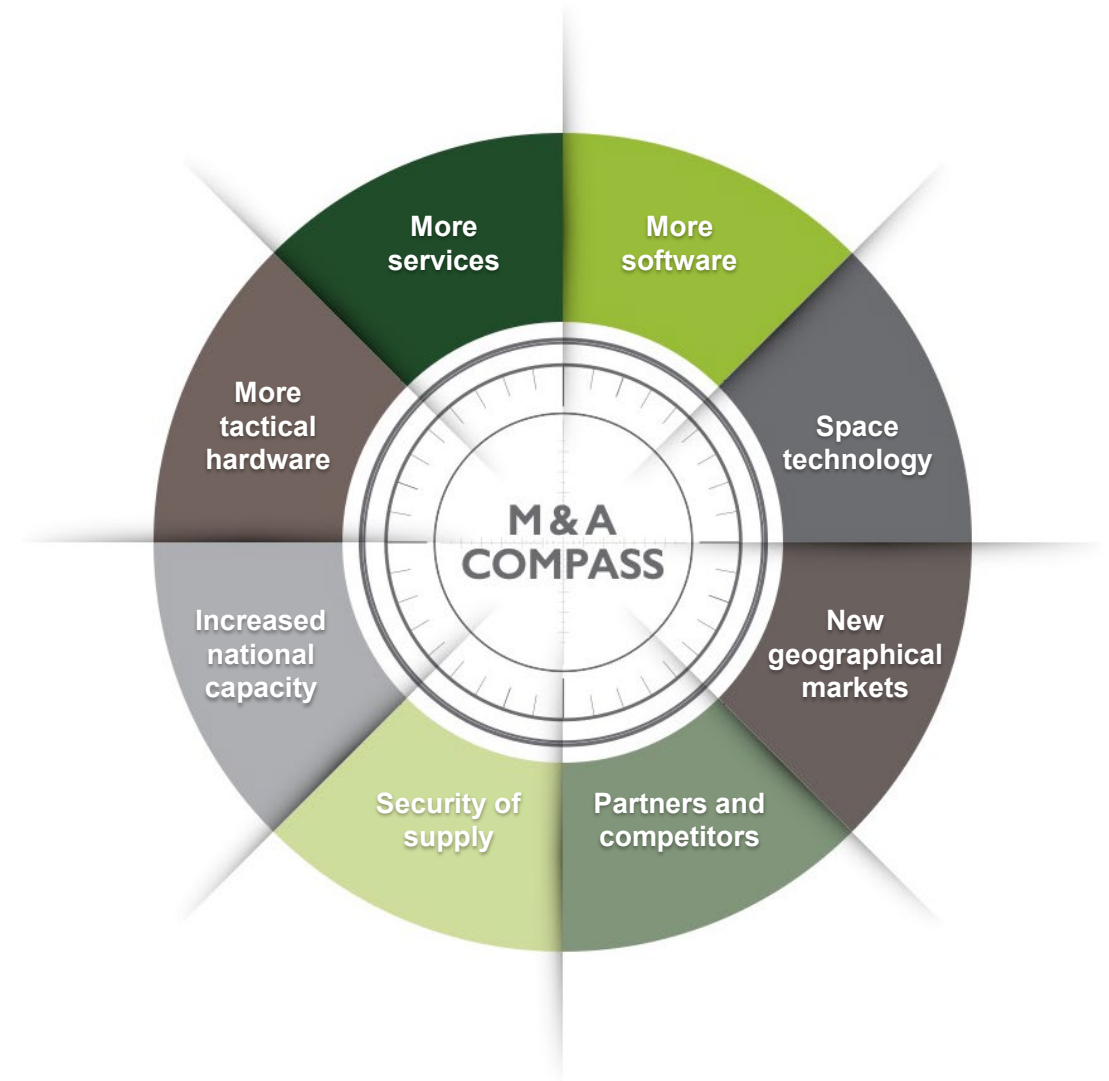 More
services
More
software
More
tactical
hardware
Space
technology
M & A
COMPASS
Increased
national
capacity
New
geographical
markets
Security of
supply
Partners and
competitors